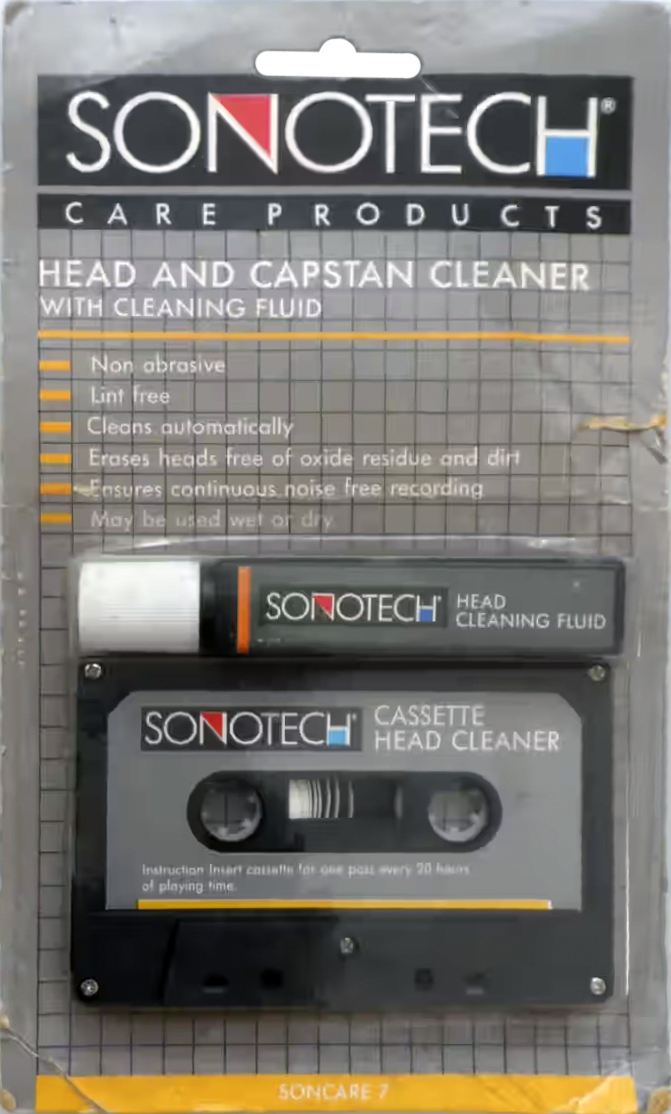 SONOTECH®
CARE PRODUCTS
HEAD AND CAPSTAN CLEANER
WITH CLEANING FLUID
Non abrasive
Lint free
Cleans automatically
Erases heads free of oxide residue and dirt
Ensures continuous noise free recording
May be used wet or dry
SONOTECH HEAD
CLEANING FLUID
SONOTECH CASSETTE
HEAD CLEANER
Instruction Insert cassette for one pass every 20 hours
of playing time.
SONCARE 7